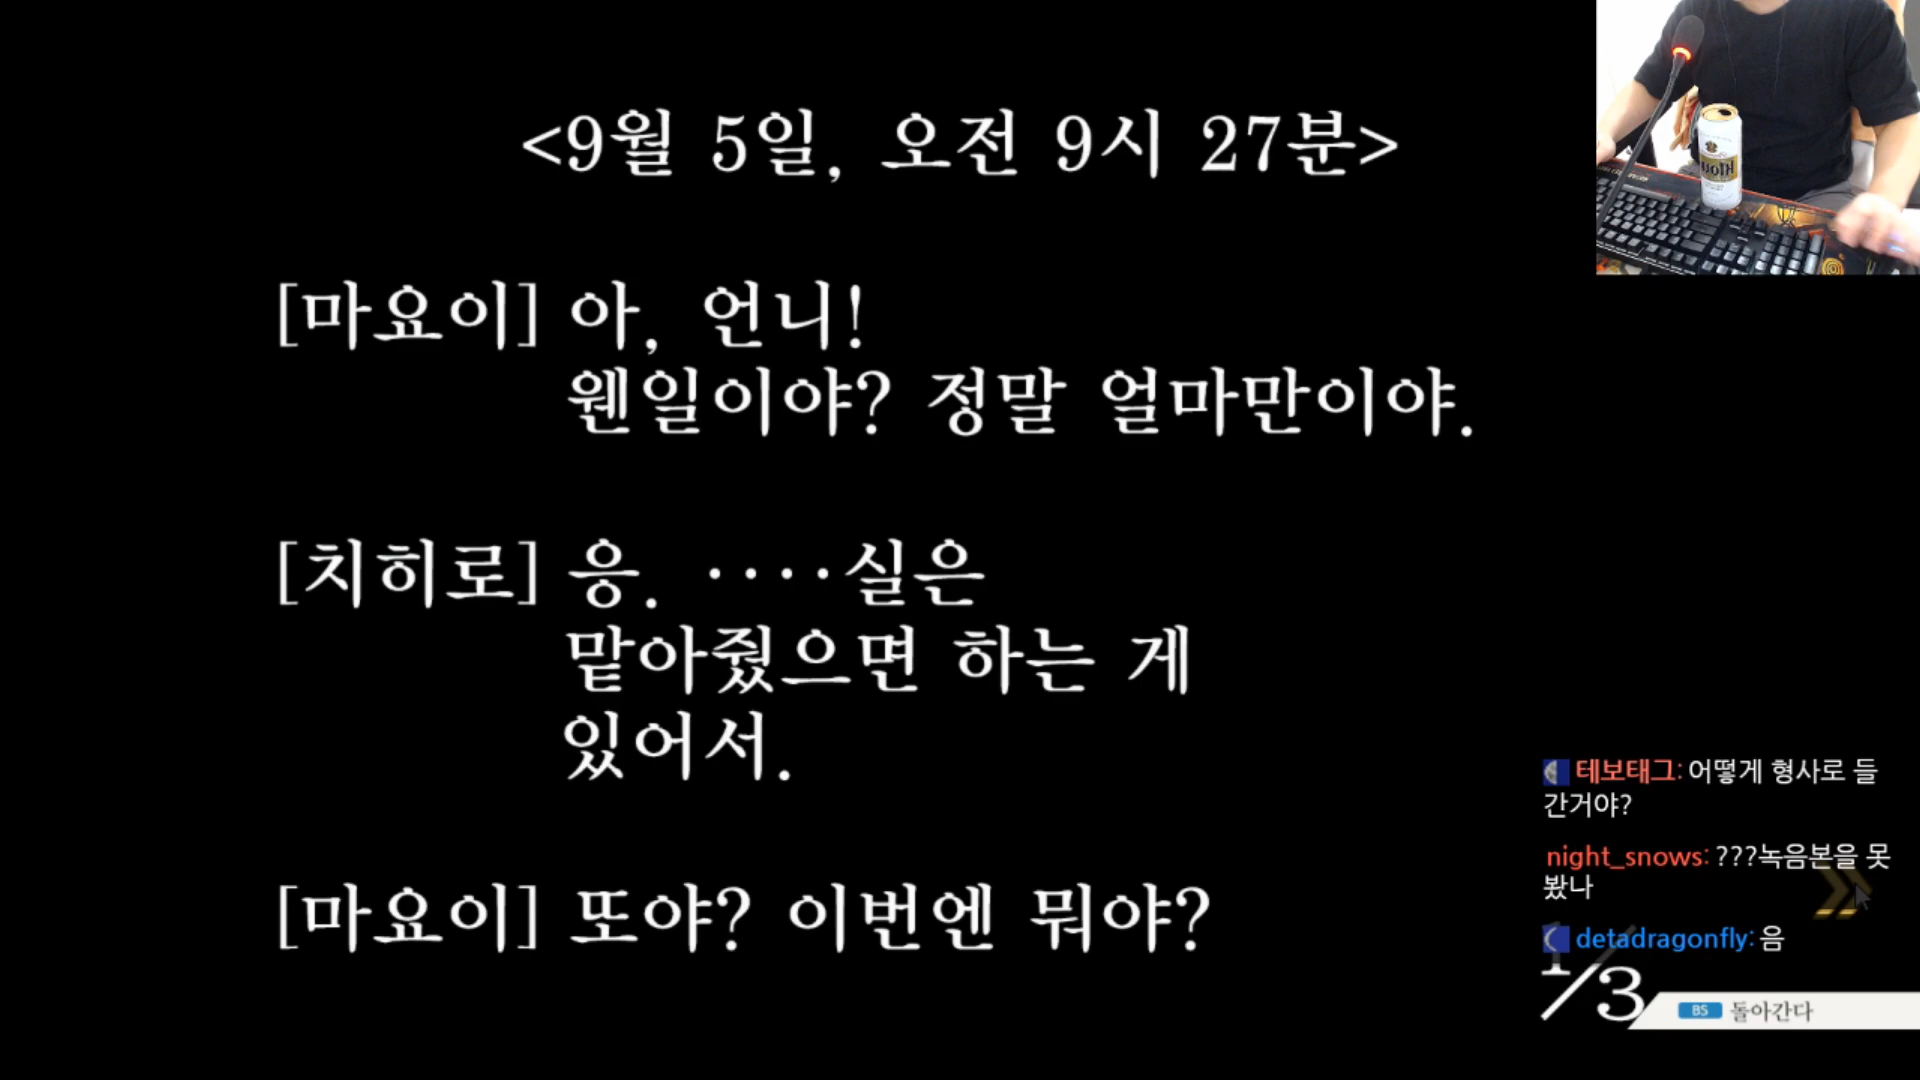 <9월 5일, 오전 9시 27분>
[마요이] 아, 언니!
웬일이야? 정말 얼마만이야.
[치히로] 응. ····실은
맡아줬으면 하는 게
있어서.
[마요이] 또야? 이번엔 뭐야?
테보태그: 어떻게 형사로 들
간거야?
night_snows: ???녹음본을 못
봤나
detadragonfly: 음
1/3
BS 돌아간다